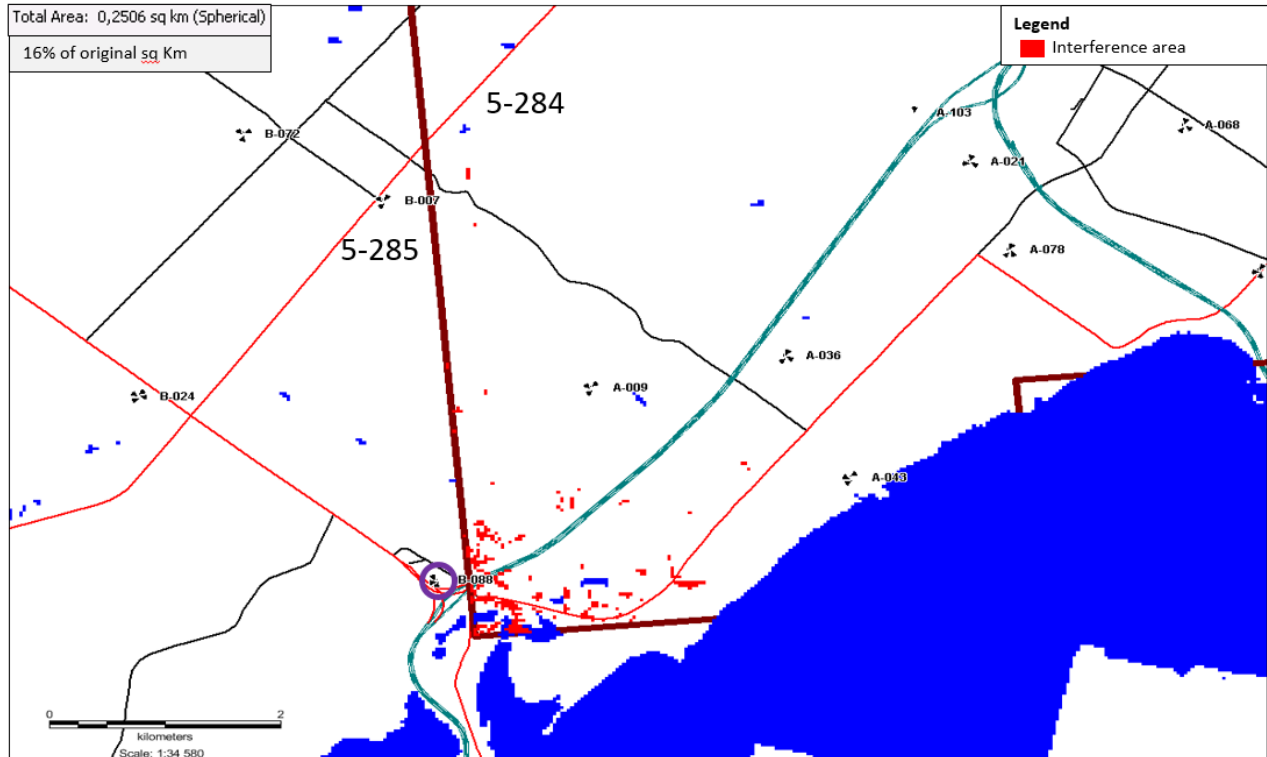 Total Area: 0,2506 sq km (Spherical)
16% of original sq Km
Legend
Interference area
5-284
B-072
A-103
A-068
A-021
B-007
5-285
A-078
A-036
A-009
B-024
A-043
B-088
0 2
kilometers
Scale: 1:34 580